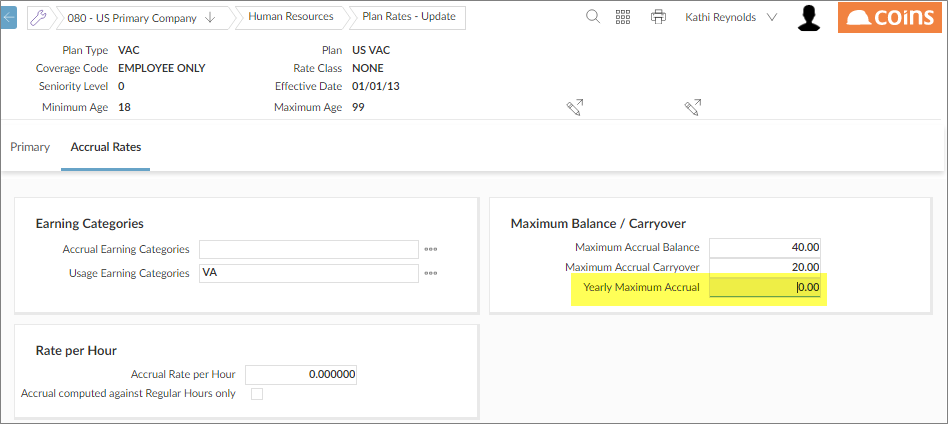 080 - US Primary Company
Human Resources
Plan Rates - Update
Kathi Reynolds
COINS
Plan Type VAC
Plan US VAC
Coverage Code EMPLOYEE ONLY
Rate Class NONE
Seniority Level 0
Effective Date 01/01/13
Minimum Age 18
Maximum Age 99
Primary
Accrual Rates
Earning Categories
Accrual Earning Categories
Usage Earning Categories VA
Maximum Balance / Carryover
Maximum Accrual Balance 40.00
Maximum Accrual Carryover 20.00
Yearly Maximum Accrual 0.00
Rate per Hour
Accrual Rate per Hour 0.000000
Accrual computed against Regular Hours only